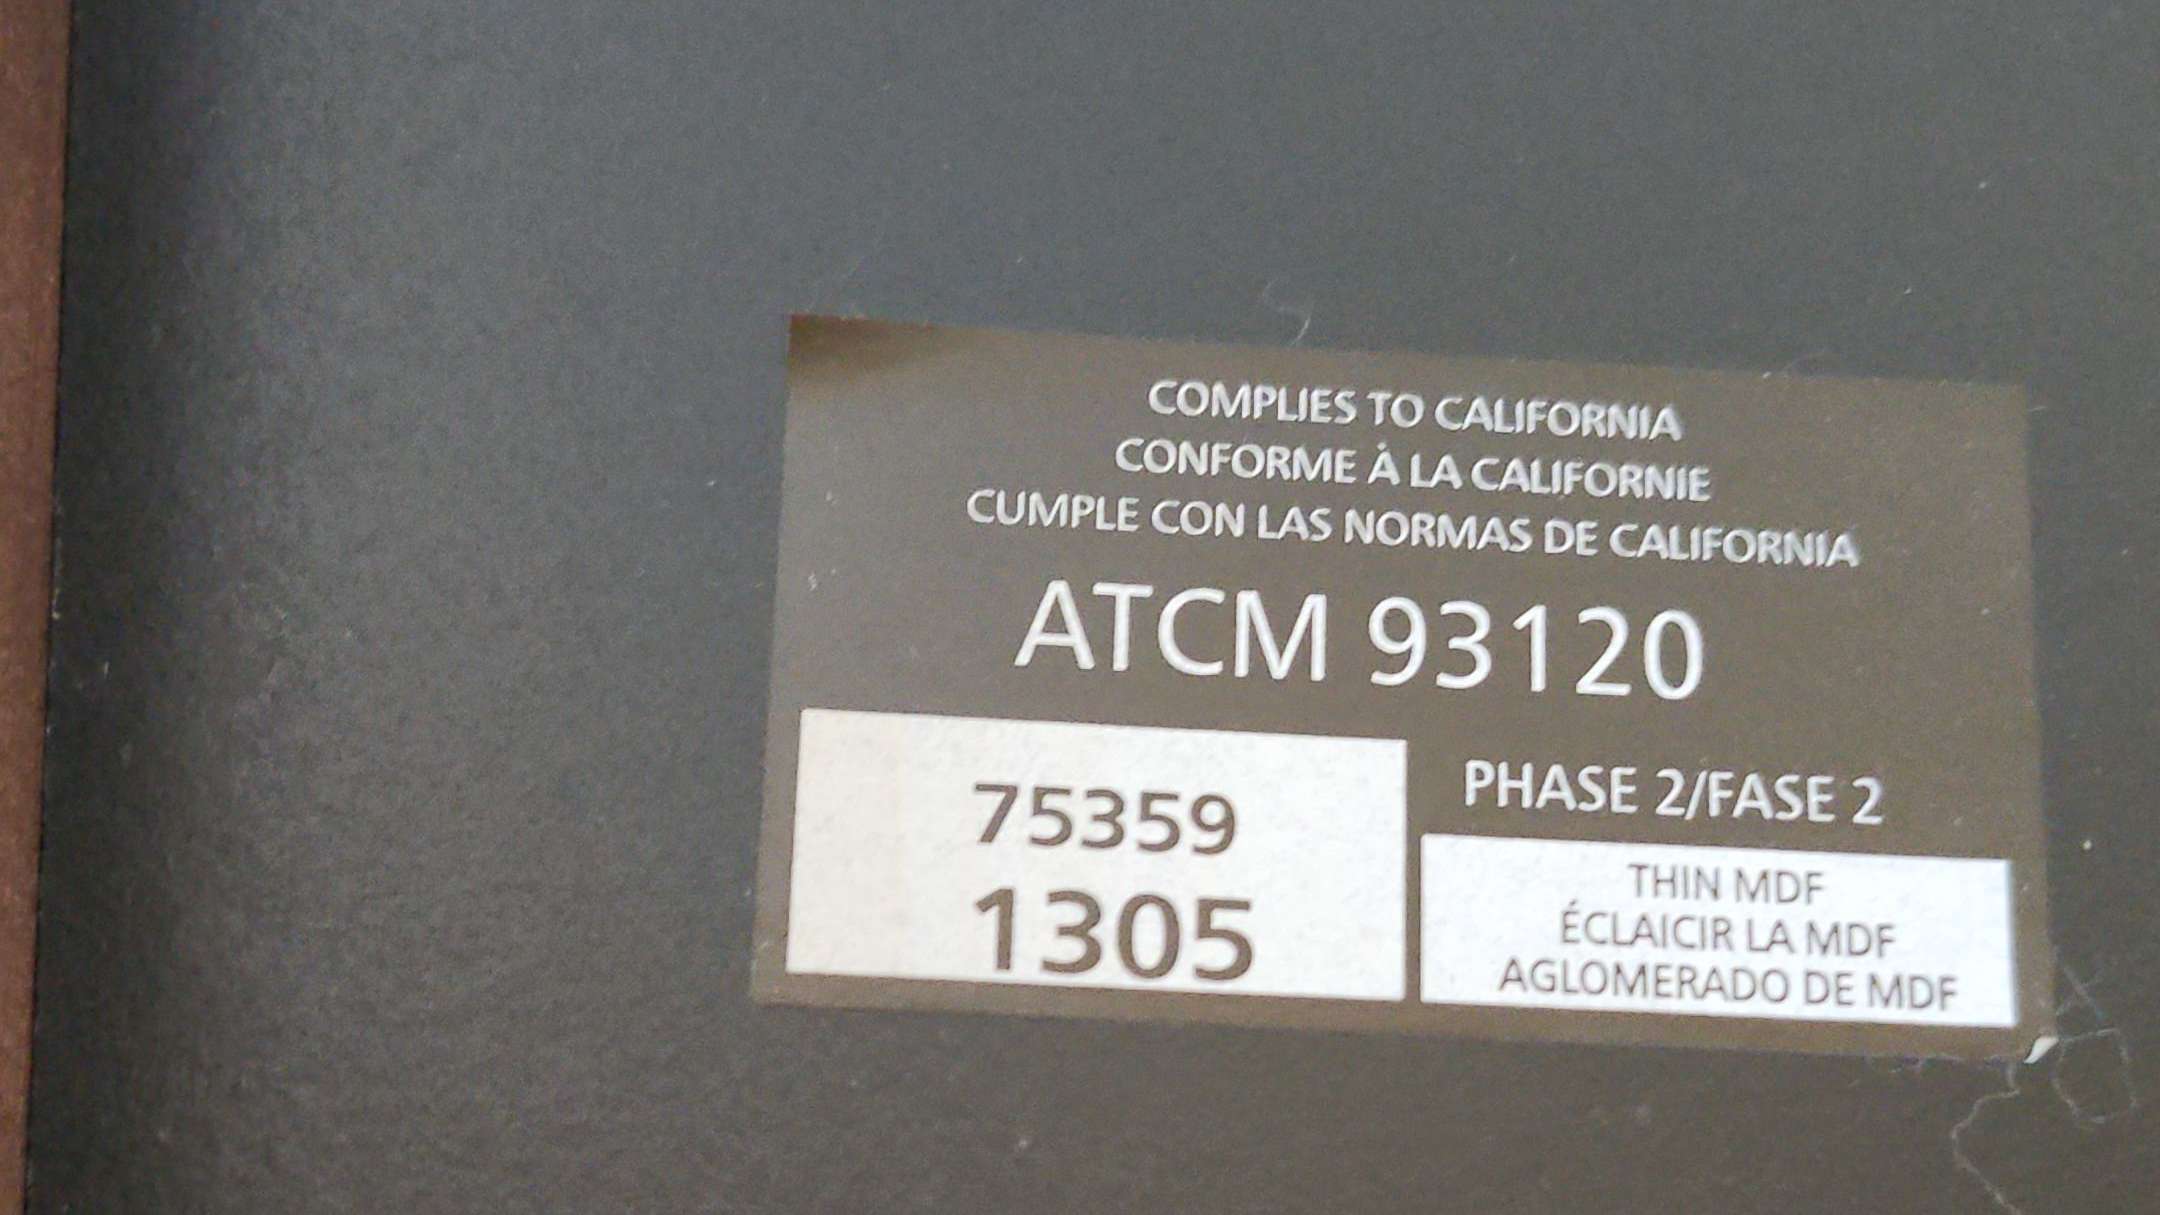 COMPLIES TO CALIFORNIA
CONFORME À LA CALIFORNIE
CUMPLE CON LAS NORMAS DE CALIFORNIA
ATCM 93120
75359
1305
PHASE 2/FASE 2
THIN MDF
ÉCLAICIR LA MDF
AGLOMERADO DE MDF